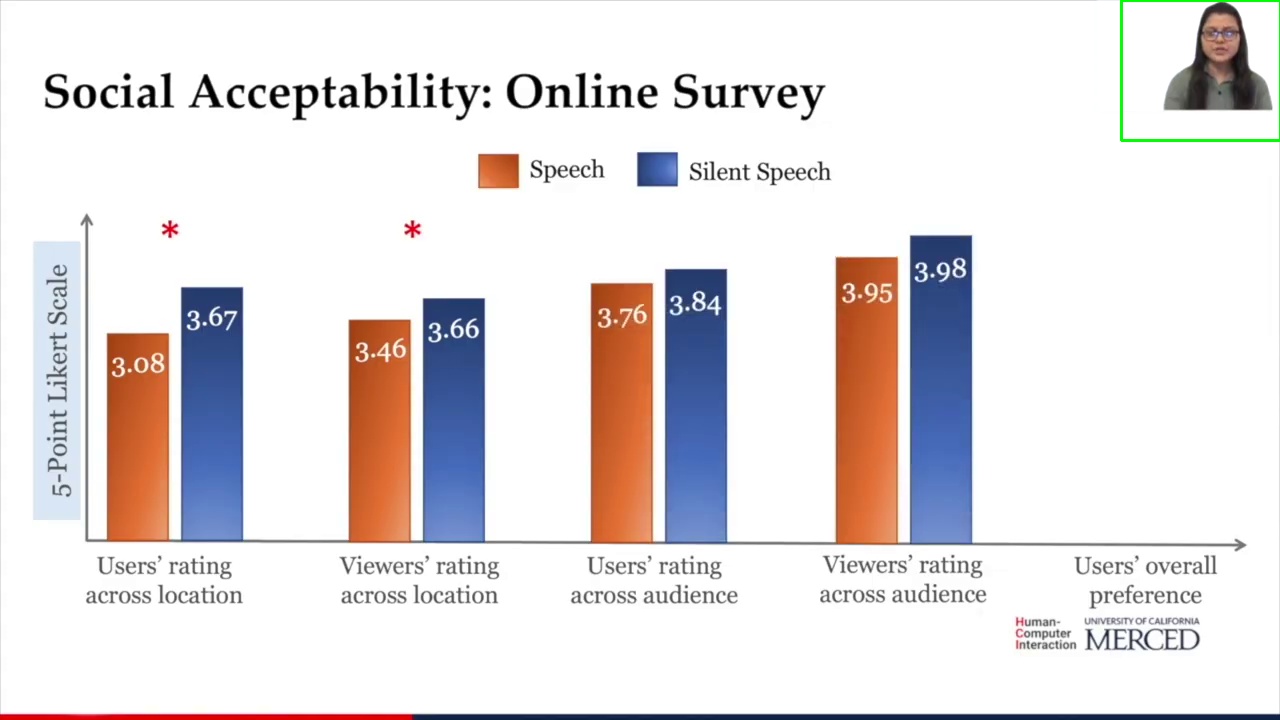 Social Acceptability: Online Survey
Speech
Silent Speech
*
*
5-Point Likert Scale
3.08
3.67
3.46
3.66
3.76
3.84
3.95
3.98
Users’ rating
across location
Viewers’ rating
across location
Users’ rating
across audience
Viewers’ rating
across audience
Users’ overall
preference
Human-
Computer
Interaction
UNIVERSITY OF CALIFORNIA
MERCED